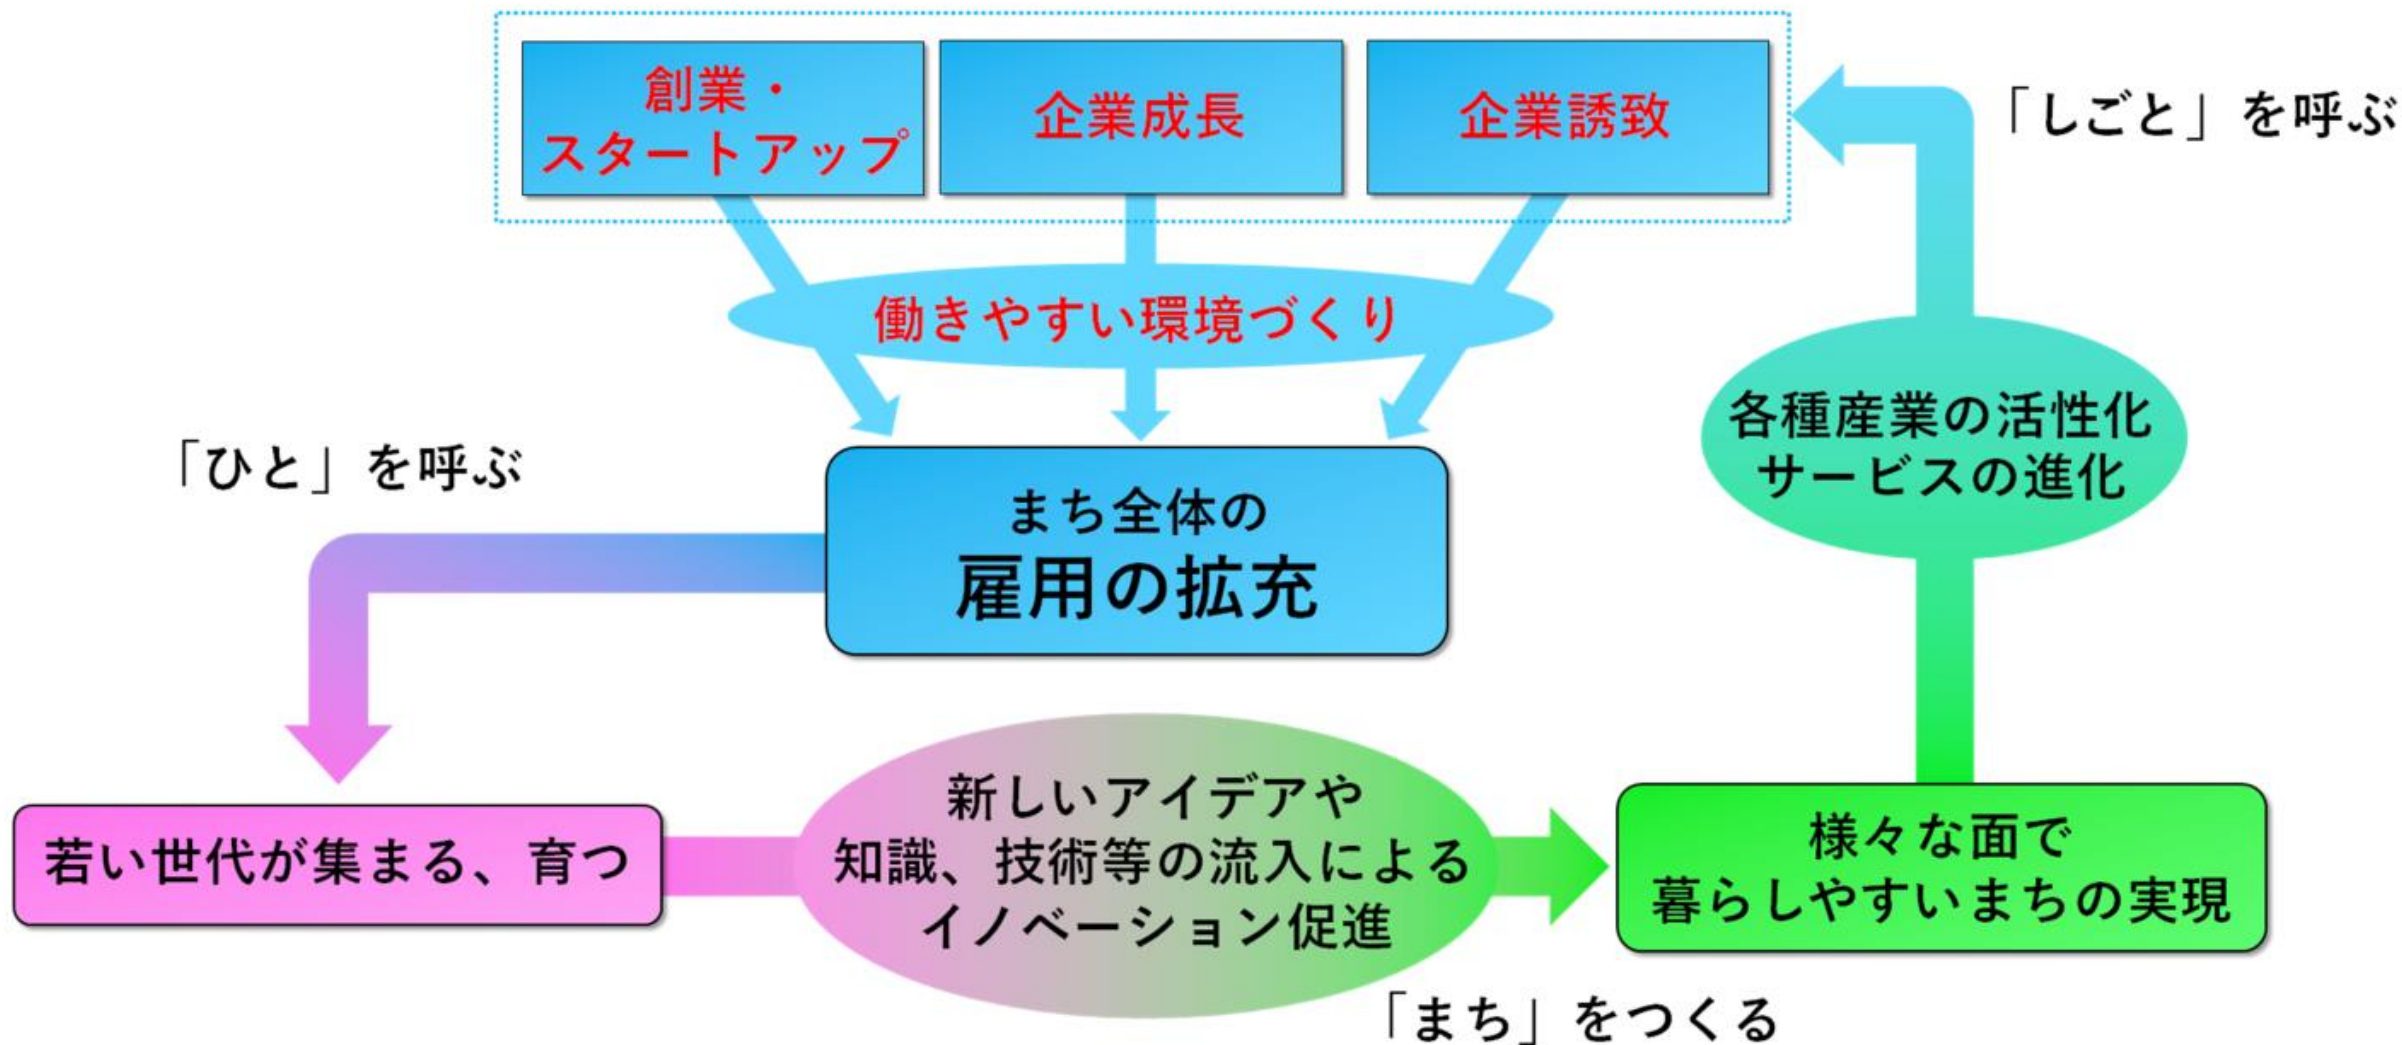 創業・
スタートアップ
企業成長
企業誘致
「しごと」を呼ぶ
働きやすい環境づくり
各種産業の活性化
サービスの進化
「ひと」を呼ぶ
まち全体の
雇用の拡充
若い世代が集まる、育つ
新しいアイデアや
知識、技術等の流入による
イノベーション促進
様々な面で
暮らしやすいまちの実現
「まち」をつくる